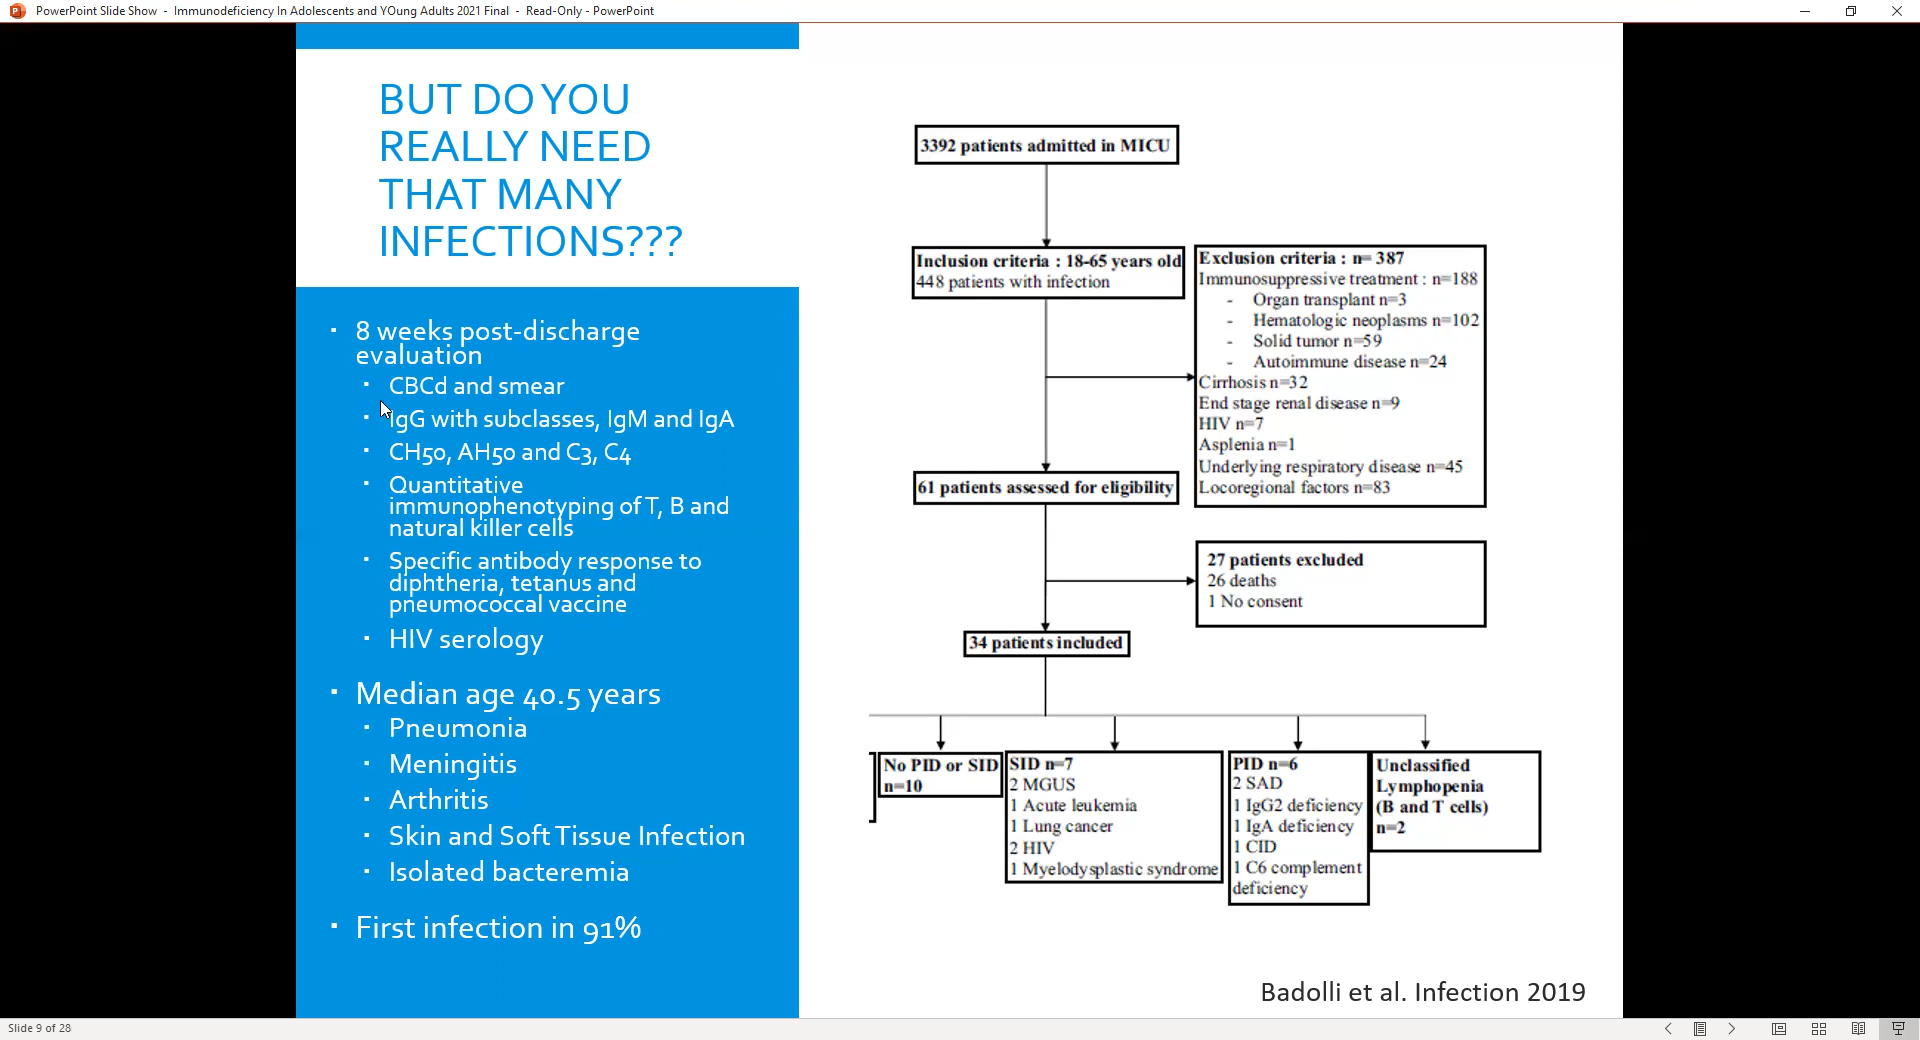 PowerPoint Slide Show - Immunodeficiency In Adolescents and YOung Adults 2021 Final - Read-Only - PowerPoint
BUT DO YOU
REALLY NEED
THAT MANY
INFECTIONS???
▪ 8 weeks post-discharge
evaluation
▪ CBCd and smear
▪ IgG with subclasses, IgM and IgA
▪ CH50, AH50 and C3, C4
▪ Quantitative
immunophenotyping of T, B and
natural killer cells
▪ Specific antibody response to
diphtheria, tetanus and
pneumococcal vaccine
▪ HIV serology
▪ Median age 40.5 years
▪ Pneumonia
▪ Meningitis
▪ Arthritis
▪ Skin and Soft Tissue Infection
▪ Isolated bacteremia
▪ First infection in 91%
3392 patients admitted in MICU
Inclusion criteria : 18-65 years old
448 patients with infection
Exclusion criteria : n= 387
Immunosuppressive treatment : n=188
- Organ transplant n=3
- Hematologic neoplasms n=102
- Solid tumor n=59
- Autoimmune disease n=24
Cirrhosis n=32
End stage renal disease n=9
HIV n=7
Asplenia n=1
Underlying respiratory disease n=45
Locoregional factors n=83
61 patients assessed for eligibility
27 patients excluded
26 deaths
1 No consent
34 patients included
No PID or SID
n=10
SID n=7
2 MGUS
1 Acute leukemia
1 Lung cancer
2 HIV
1 Myelodysplastic syndrome
PID n=6
2 SAD
1 IgG2 deficiency
1 IgA deficiency
1 CID
1 C6 complement
deficiency
Unclassified
Lymphopenia
(B and T cells)
n=2
Badolli et al. Infection 2019
Slide 9 of 28